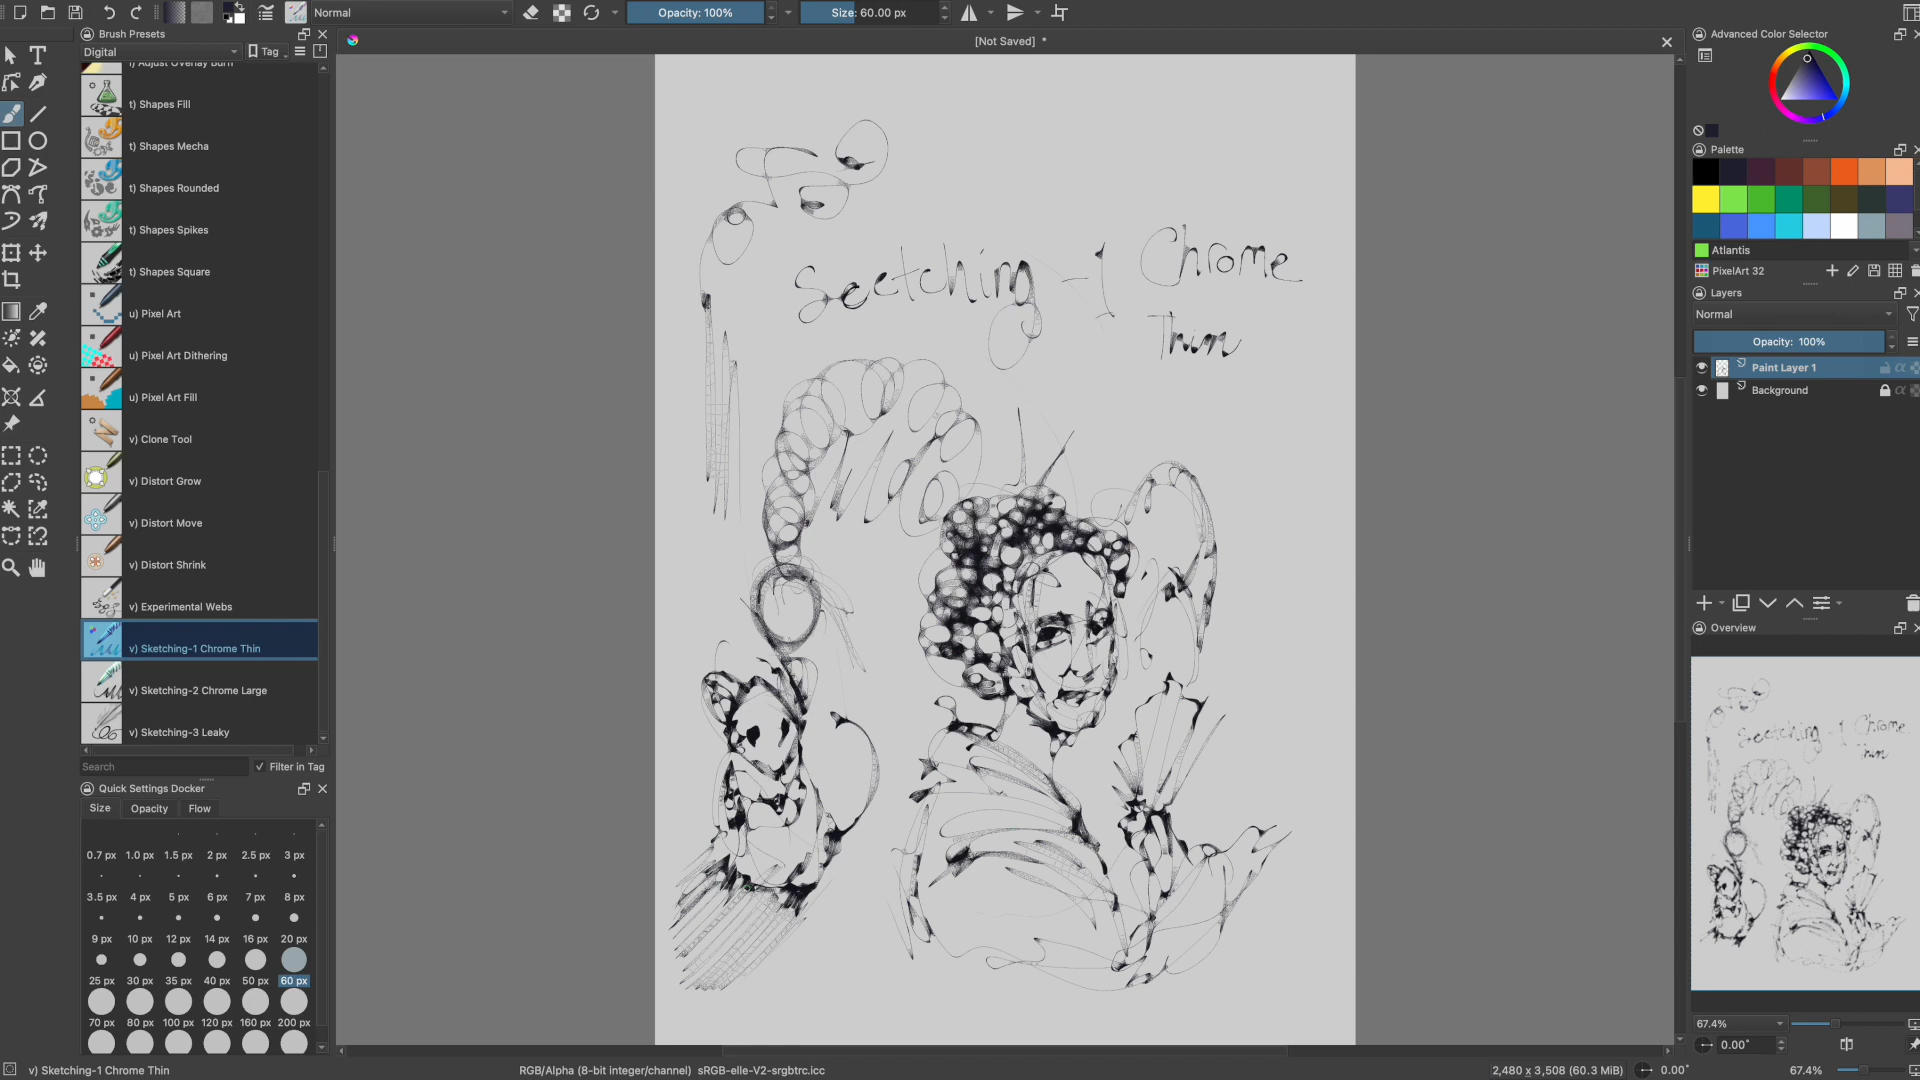 Normal
Opacity: 100%
Size: 60.00 px
Brush Presets
[Not Saved] *
Advanced Color Selector
Digital
Tag
i) Adjust Overlay Burn
t) Shapes Fill
t) Shapes Mecha
t) Shapes Rounded
t) Shapes Spikes
t) Shapes Square
u) Pixel Art
u) Pixel Art Dithering
u) Pixel Art Fill
v) Clone Tool
v) Distort Grow
v) Distort Move
v) Distort Shrink
v) Experimental Webs
v) Sketching-1 Chrome Thin
v) Sketching-2 Chrome Large
v) Sketching-3 Leaky
Search
Filter in Tag
Quick Settings Docker
Size
Opacity
Flow
0.7 px 1.0 px 1.5 px 2 px 2.5 px 3 px
3.5 px 4 px 5 px 6 px 7 px 8 px
9 px 10 px 12 px 14 px 16 px 20 px
25 px 30 px 35 px 40 px 50 px 60 px
70 px 80 px 100 px 120 px 160 px 200 px
Scetching - 1 Chrome
Thin
Palette
Atlantis
PixelArt 32
Layers
Normal
Opacity: 100%
Paint Layer 1
Background
Overview
67.4%
0.00°
v) Sketching-1 Chrome Thin
RGB/Alpha (8-bit integer/channel) sRGB-elle-V2-srgbtrc.icc
2,480 x 3,508 (60.3 MiB)
0.00°
67.4%